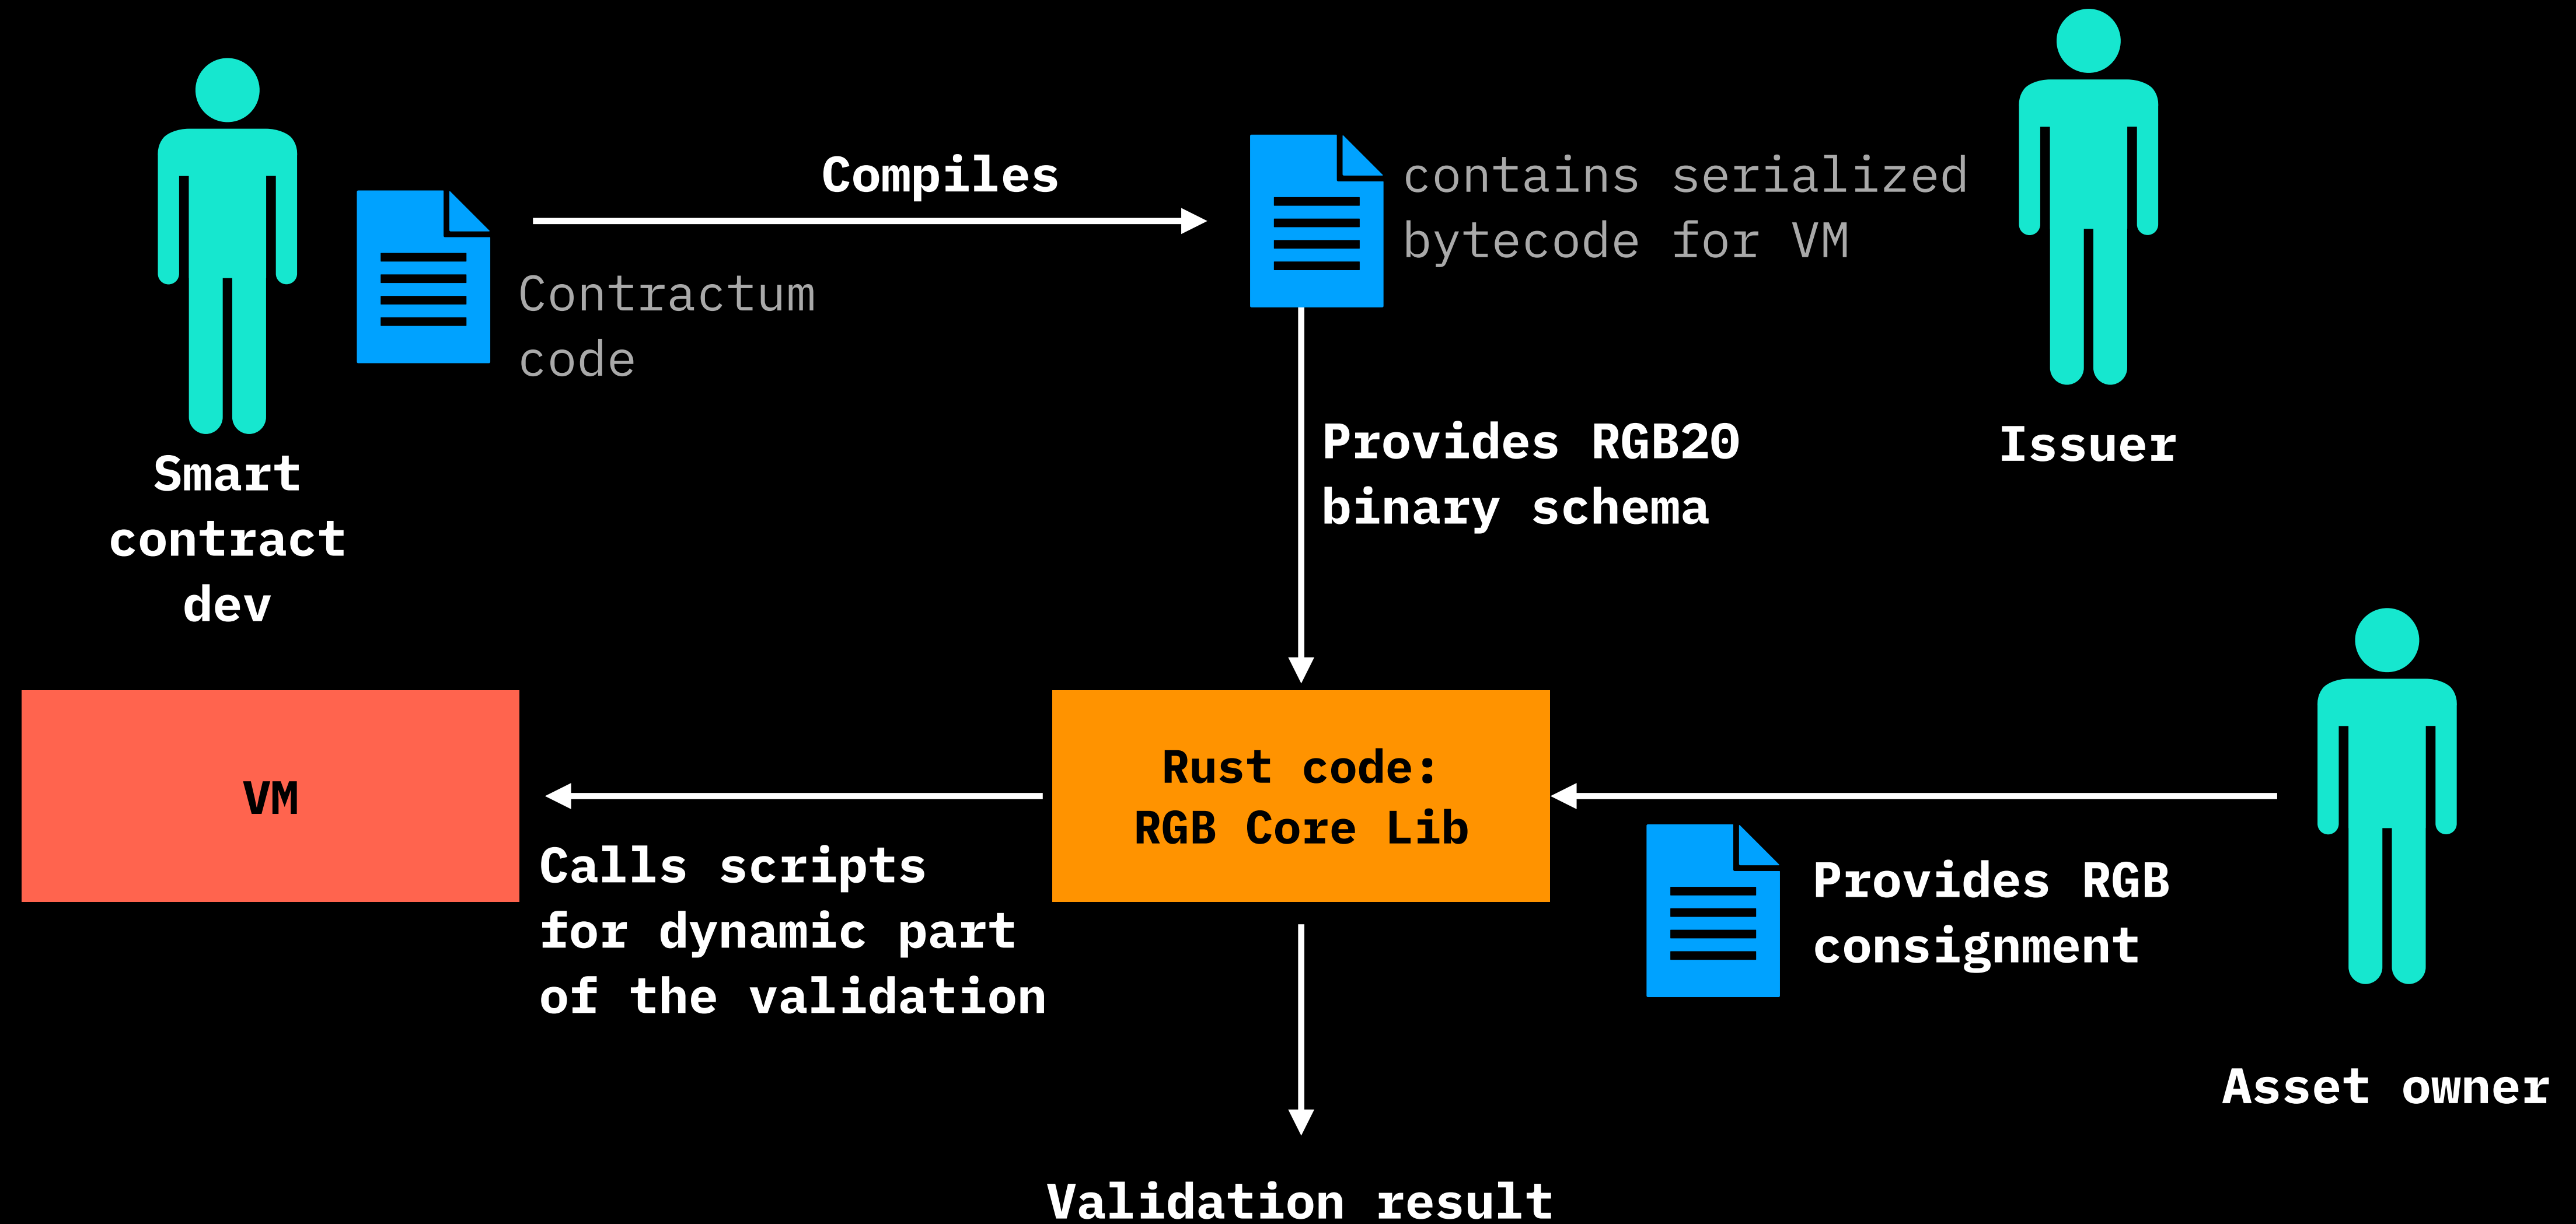 Compiles
contains serialized
bytecode for VM
Contractum
code
Smart
contract
dev
Provides RGB20
binary schema
Issuer
VM
Rust code:
RGB Core Lib
Calls scripts
for dynamic part
of the validation
Provides RGB
consignment
Asset owner
Validation result